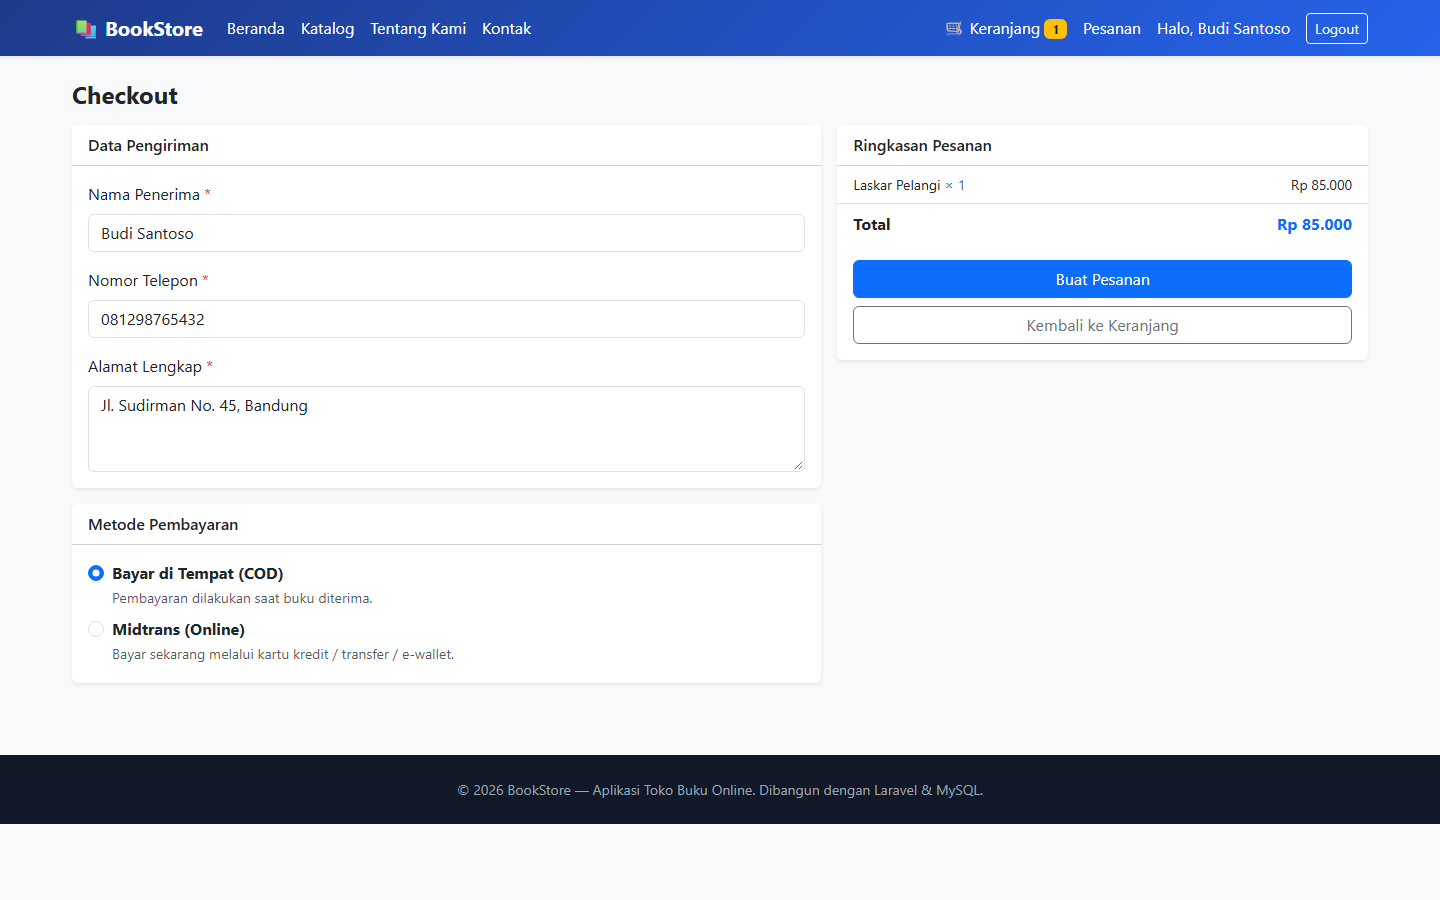 BookStore Beranda Katalog Tentang Kami Kontak Keranjang 1 Pesanan Halo, Budi Santoso Logout
Checkout
Data Pengiriman
Nama Penerima *
Budi Santoso
Nomor Telepon *
081298765432
Alamat Lengkap *
Jl. Sudirman No. 45, Bandung
Metode Pembayaran
Bayar di Tempat (COD)
Pembayaran dilakukan saat buku diterima.
Midtrans (Online)
Bayar sekarang melalui kartu kredit / transfer / e-wallet.
Ringkasan Pesanan
Laskar Pelangi × 1 Rp 85.000
Total Rp 85.000
Buat Pesanan
Kembali ke Keranjang
© 2026 BookStore — Aplikasi Toko Buku Online. Dibangun dengan Laravel & MySQL.